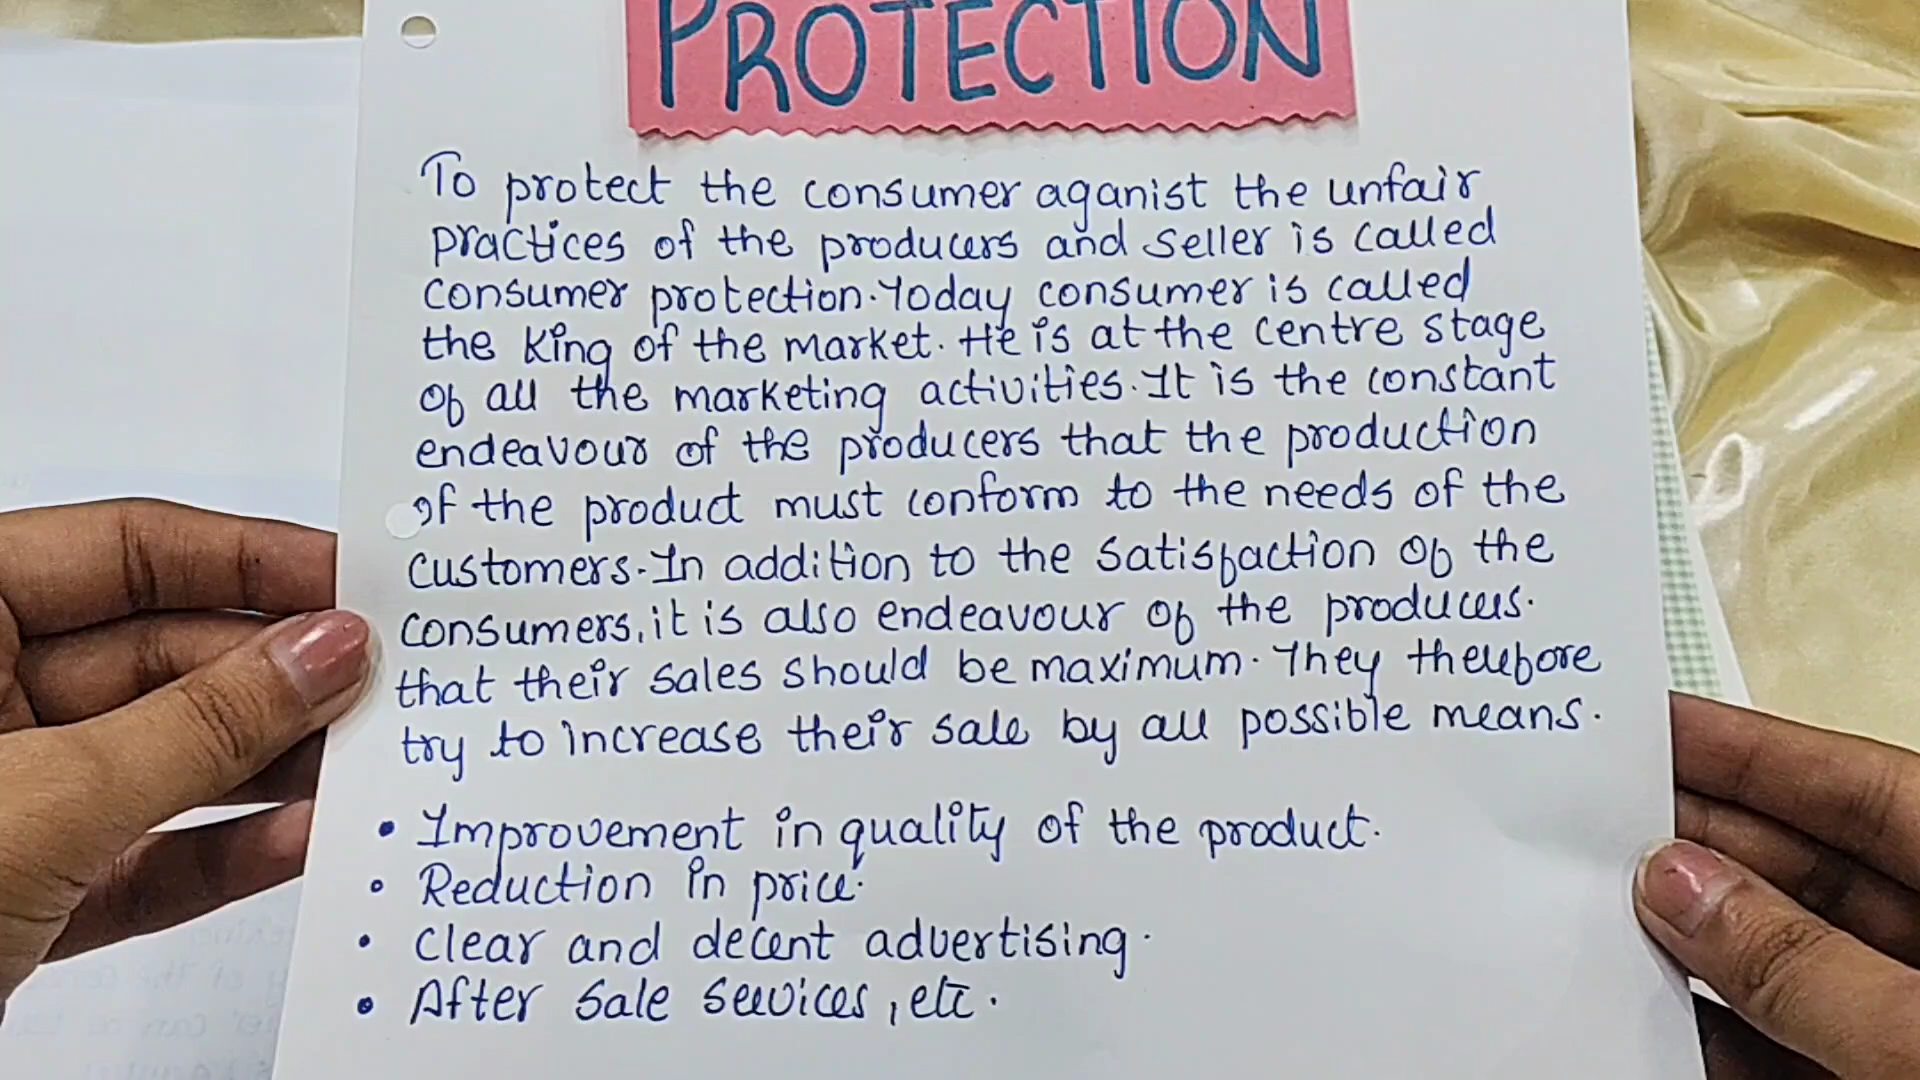 PROTECTION
To protect the consumer aganist the unfair
practices of the producers and seller is called
consumer protection. Today consumer is called
the king of the market. He is at the centre stage
of all the marketing activities. It is the constant
endeavour of the producers that the production
of the product must conform to the needs of the
customers. In addition to the satisfaction of the
consumers, it is also endeavour of the producers.
that their sales should be maximum. They therefore
try to increase their sale by all possible means.
• Improvement in quality of the product.
• Reduction in price.
• Clear and decent advertising.
• After sale services, etc.